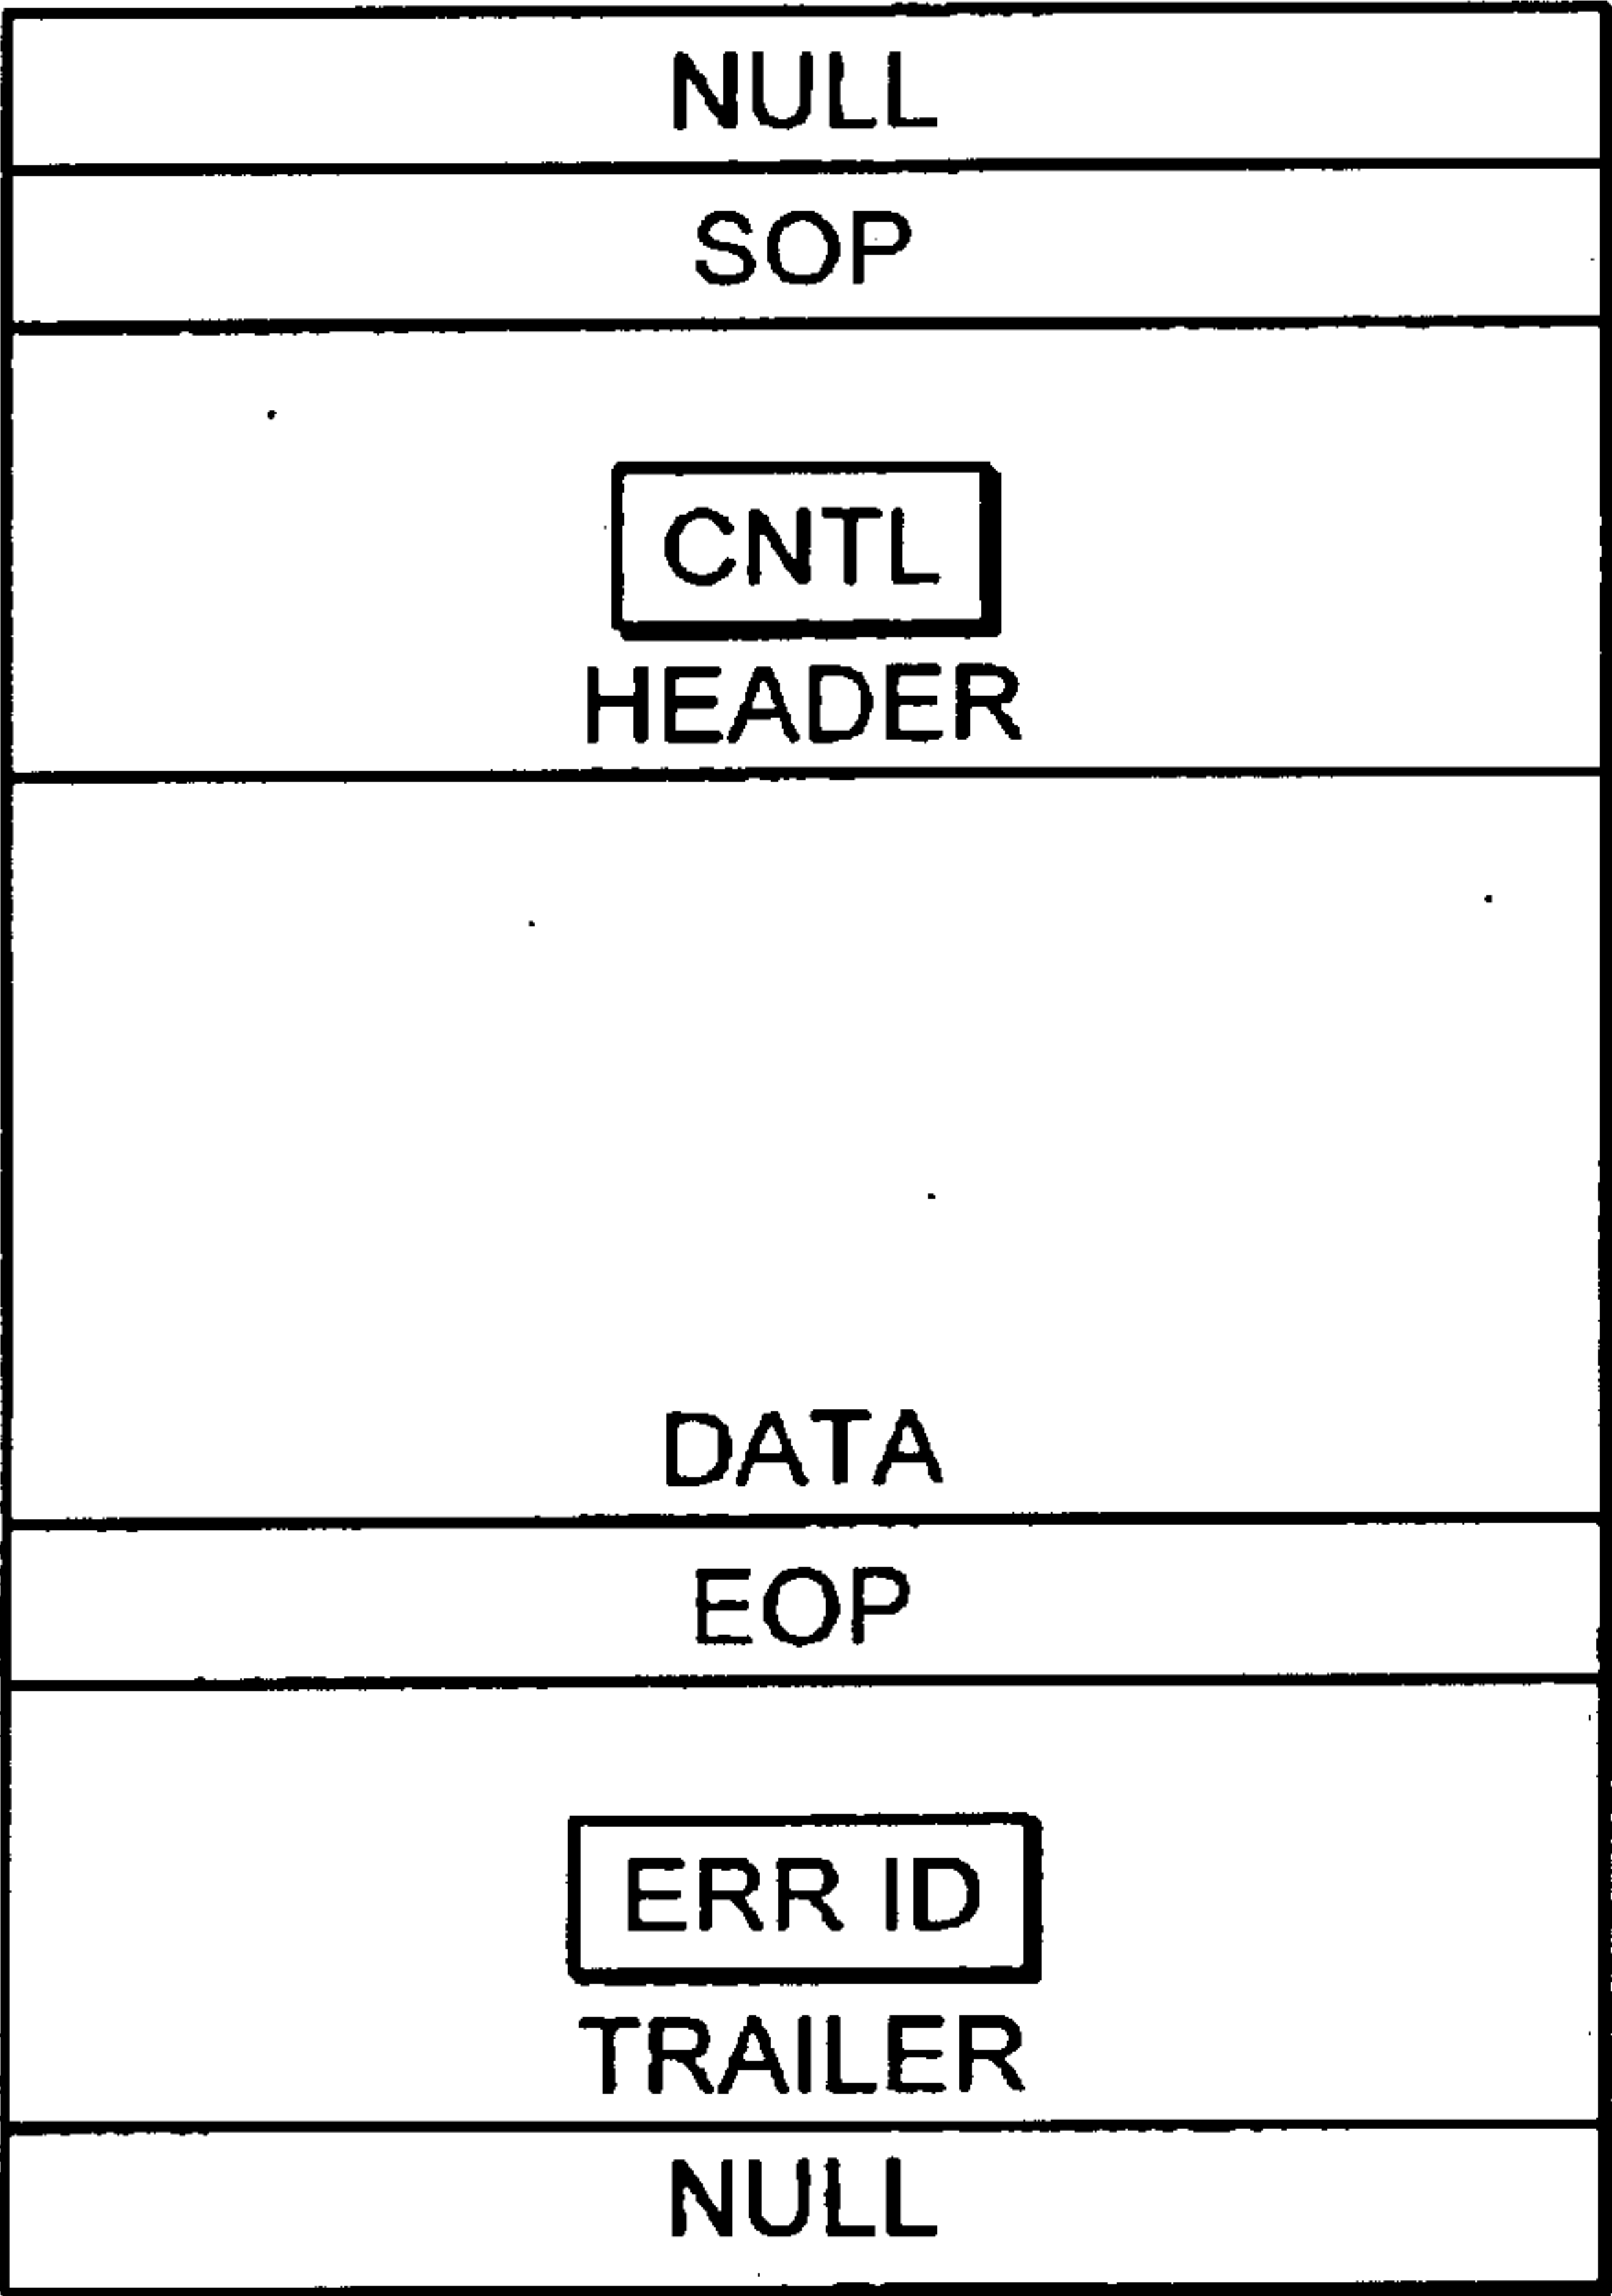 NULL
SOP
CNTL
HEADER
DATA
EOP
ERR ID
TRAILER
NULL